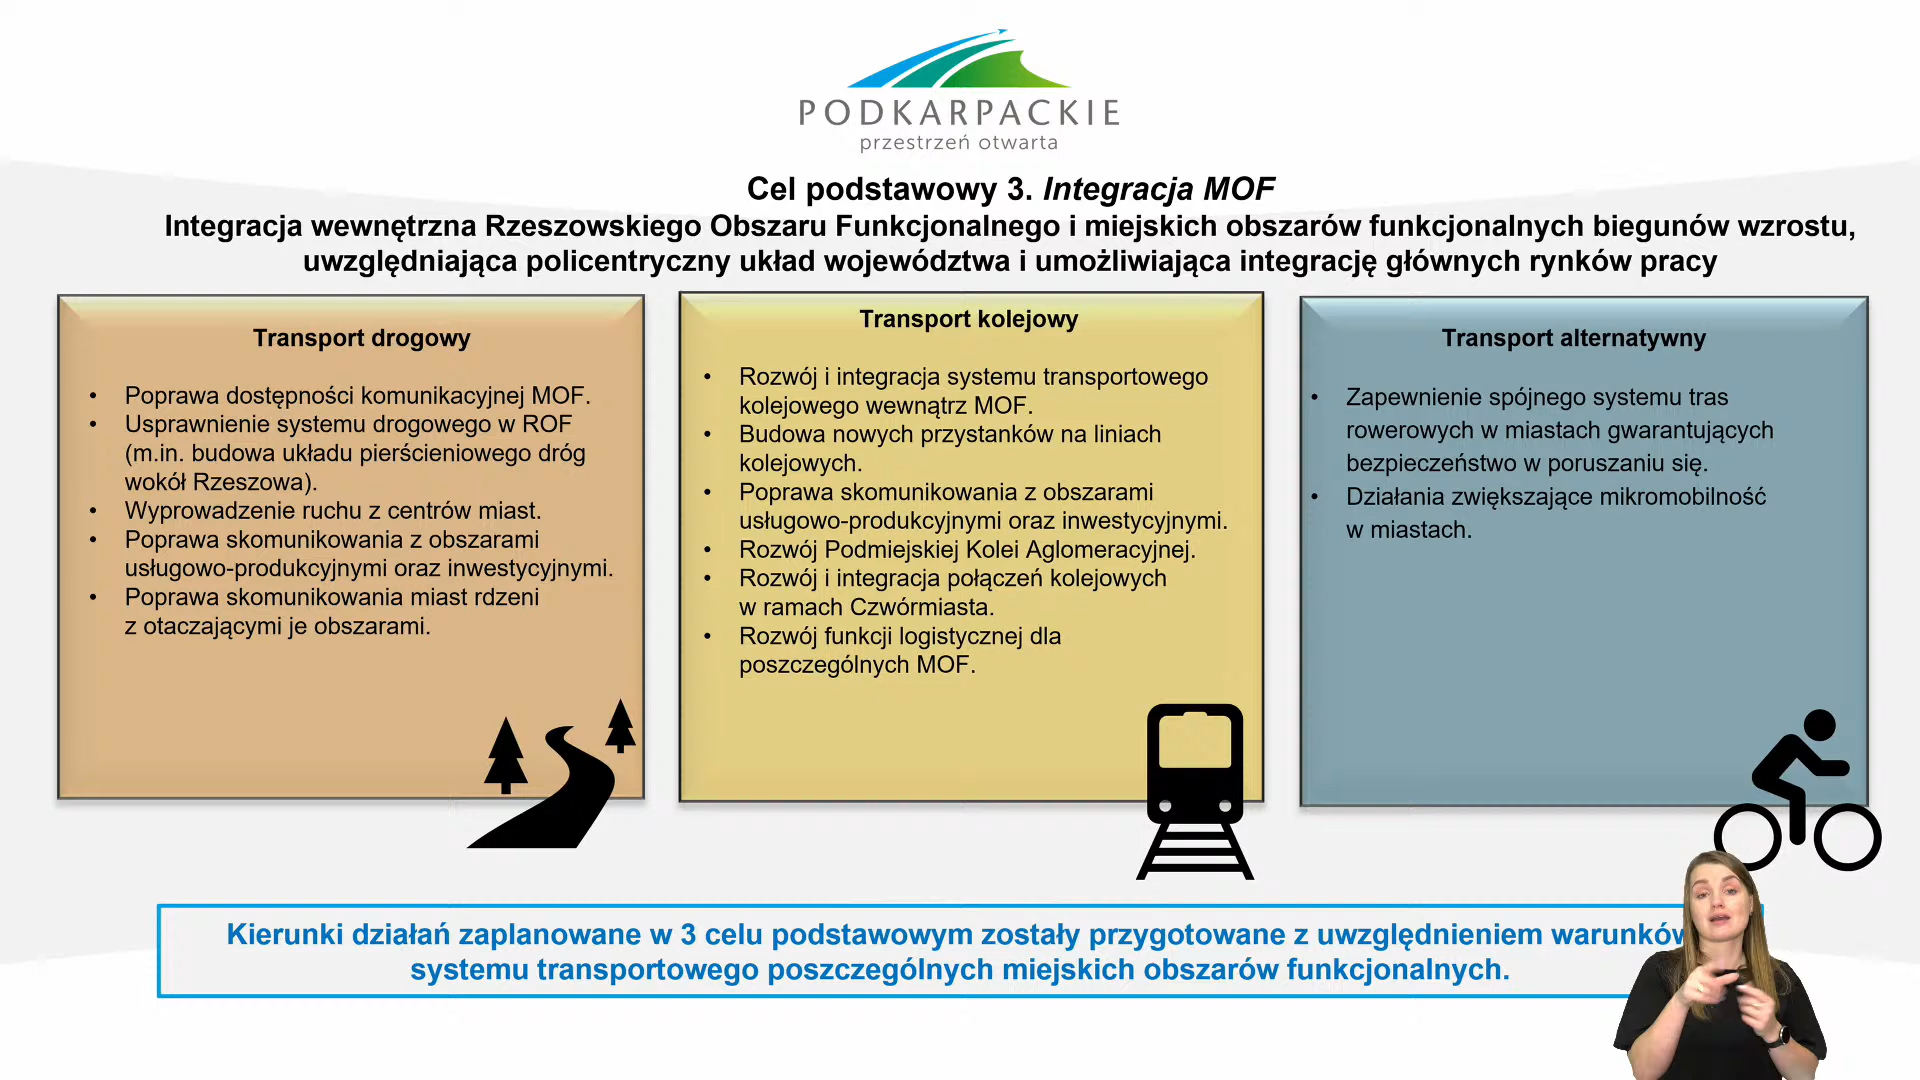 PODKARPACKIE
przestrzeń otwarta
Cel podstawowy 3. Integracja MOF
Integracja wewnętrzna Rzeszowskiego Obszaru Funkcjonalnego i miejskich obszarów funkcjonalnych biegunów wzrostu,
uwzględniająca policentryczny układ województwa i umożliwiająca integrację głównych rynków pracy
Transport drogowy
• Poprawa dostępności komunikacyjnej MOF.
• Usprawnienie systemu drogowego w ROF
(m.in. budowa układu pierścieniowego dróg
wokół Rzeszowa).
• Wyprowadzenie ruchu z centrów miast.
• Poprawa skomunikowania z obszarami
usługowo-produkcyjnymi oraz inwestycyjnymi.
• Poprawa skomunikowania miast rdzeni
z otaczającymi je obszarami.
Transport kolejowy
• Rozwój i integracja systemu transportowego
kolejowego wewnątrz MOF.
• Budowa nowych przystanków na liniach
kolejowych.
• Poprawa skomunikowania z obszarami
usługowo-produkcyjnymi oraz inwestycyjnymi.
• Rozwój Podmiejskiej Kolei Aglomeracyjnej.
• Rozwój i integracja połączeń kolejowych
w ramach Czwórmiasta.
• Rozwój funkcji logistycznej dla
poszczególnych MOF.
Transport alternatywny
• Zapewnienie spójnego systemu tras
rowerowych w miastach gwarantujących
bezpieczeństwo w poruszaniu się.
• Działania zwiększające mikromobilność
w miastach.
Kierunki działań zaplanowane w 3 celu podstawowym zostały przygotowane z uwzględnieniem warunków
systemu transportowego poszczególnych miejskich obszarów funkcjonalnych.